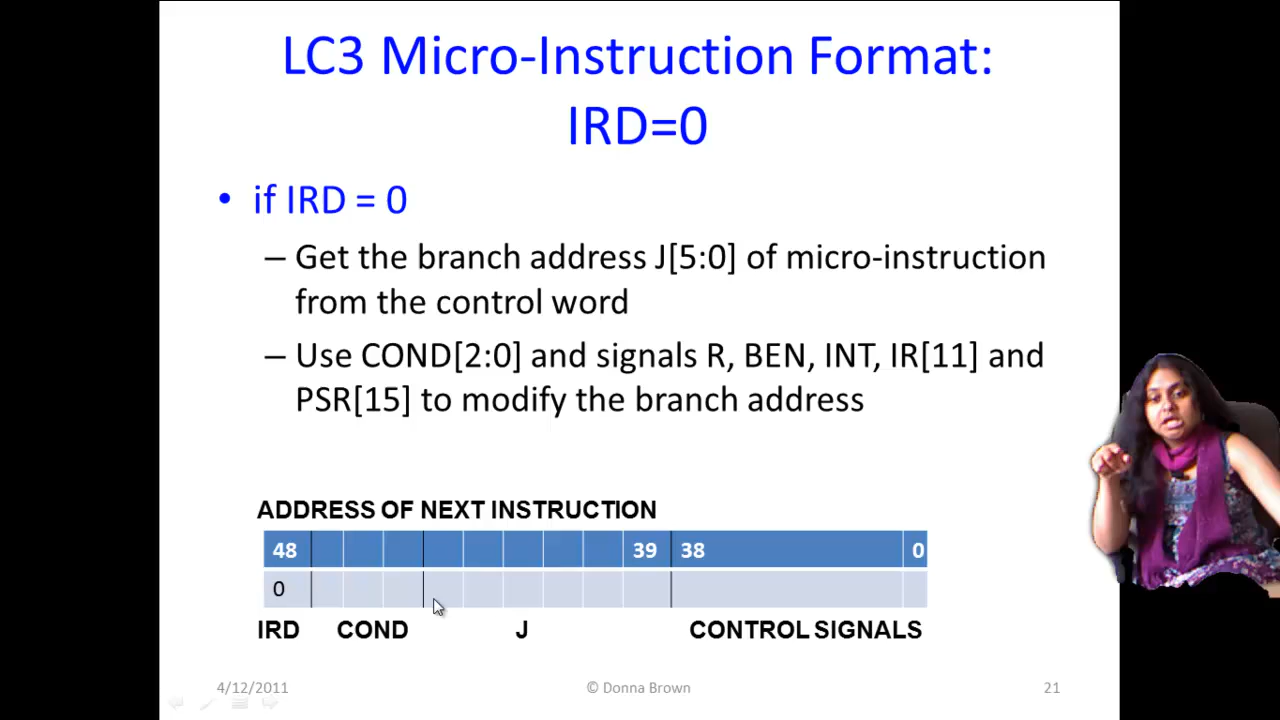 LC3 Micro-Instruction Format:
IRD=0
• if IRD = 0
– Get the branch address J[5:0] of micro-instruction
from the control word
– Use COND[2:0] and signals R, BEN, INT, IR[11] and
PSR[15] to modify the branch address
ADDRESS OF NEXT INSTRUCTION
48 39 38 0
0
IRD COND J CONTROL SIGNALS
4/12/2011 © Donna Brown 21